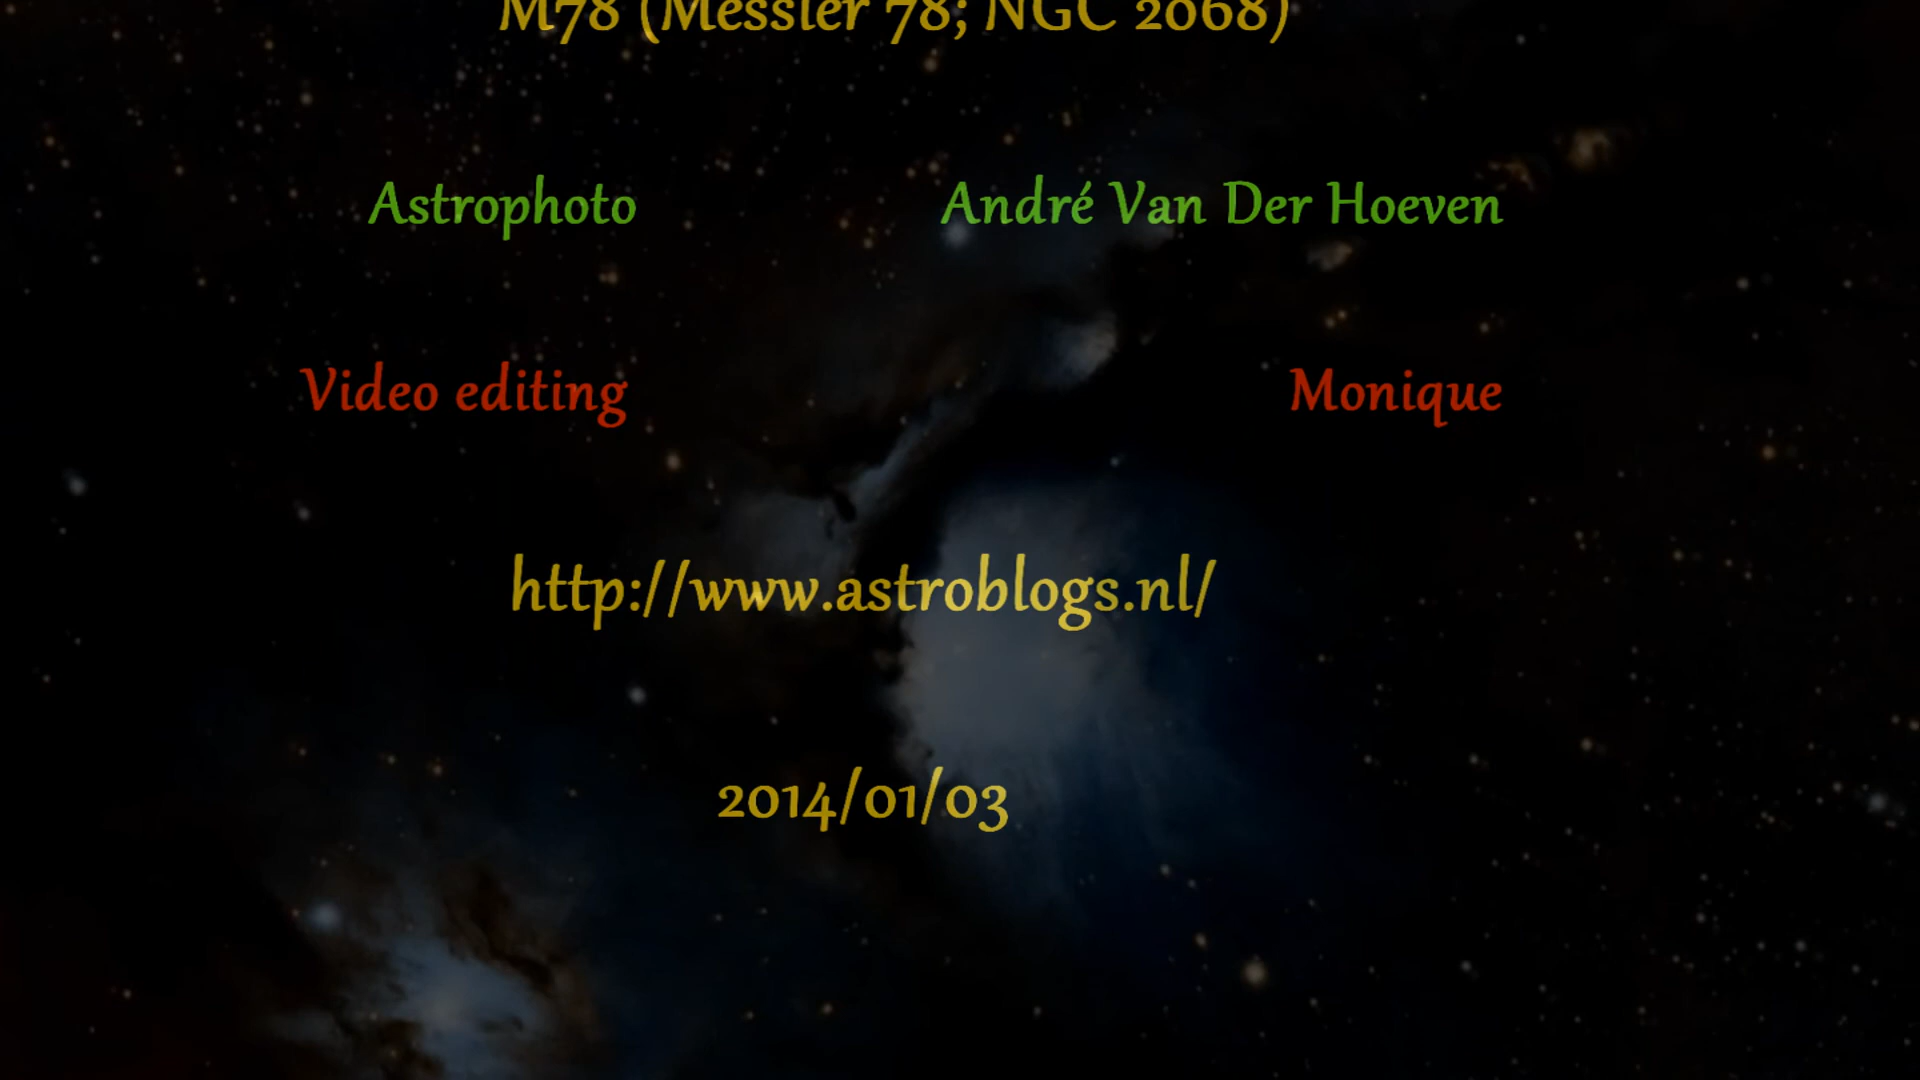 M78 (Messier 78; NGC 2068)
Astrophoto André Van Der Hoeven
Video editing Monique
http://www.astroblogs.nl/
2014/01/03